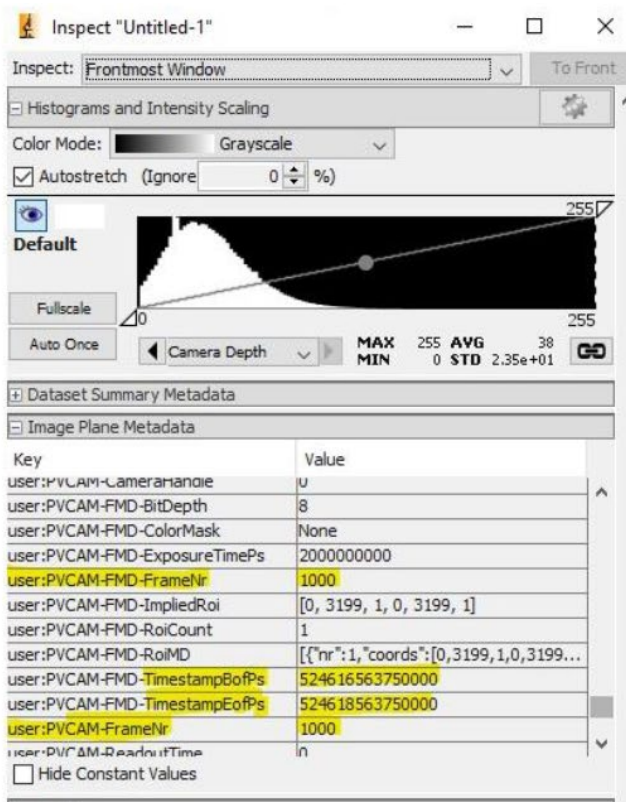 Inspect "Untitled-1"
Inspect: Frontmost Window To Front
Histograms and Intensity Scaling
Color Mode: Grayscale
Autostretch (Ignore 0 %)
255
Default
Fullscale
0 255
Auto Once
Camera Depth MAX 255 AVG 38
MIN 0 STD 2.35e+01
Dataset Summary Metadata
Image Plane Metadata
Key Value
user:PVCAM-CameraHandle 0
user:PVCAM-FMD-BitDepth 8
user:PVCAM-FMD-ColorMask None
user:PVCAM-FMD-ExposureTimePs 2000000000
user:PVCAM-FMD-FrameNr 1000
user:PVCAM-FMD-ImpliedRoi [0, 3199, 1, 0, 3199, 1]
user:PVCAM-FMD-RoiCount 1
user:PVCAM-FMD-RoiMD [{"nr":1,"coords":[0,3199,1,0,3199...
user:PVCAM-FMD-TimestampBofPs 524616563750000
user:PVCAM-FMD-TimestampEofPs 524618563750000
user:PVCAM-FrameNr 1000
user:PVCAM-ReadoutTime 0
Hide Constant Values